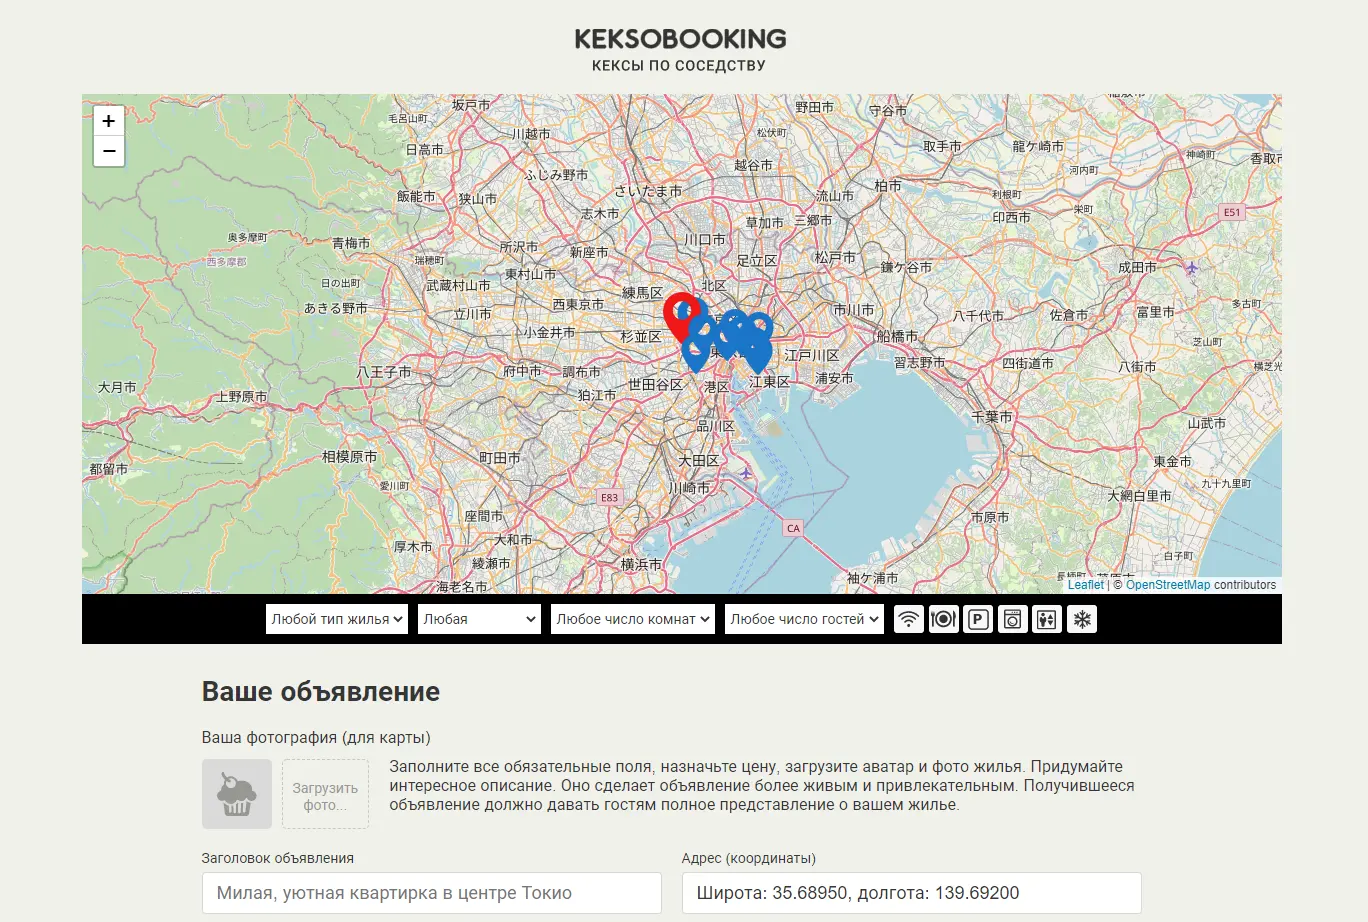 KEKSOBOOKING
КЕКСЫ ПО СОСЕДСТВУ
+
−
坂戸市
野田市
守谷市
毛呂山町
川越市
松伏町
日高市
取手市
龍ケ崎市
神崎町
香取市
越谷市
河内町
ふじみ野市
さいたま市
柏市
飯能市
狭山市
流山市
利根町
栄町
E51
志木市
草加市
三郷市
印西市
奥多摩町
青梅市
所沢市
新座市
川口市
足立区
松戸市
鎌ケ谷市
成田市
西多摩郡
瑞穂町
東村山市
日の出町
武蔵村山市
練馬区
北区
多古町
あきる野市
立川市
西東京市
市川市
八千代市
佐倉市
富里市
小金井市
杉並区
船橋市
芝山町
八王子市
府中市
調布市
江戸川区
習志野市
四街道市
八街市
大月市
上野原市
狛江市
世田谷区
港区
江東区
浦安市
品川区
千葉市
山武市
都留市
相模原市
町田市
大田区
東金市
愛川町
川崎市
E83
九十九里町
大網白里市
座間市
CA
市原市
厚木市
大和市
綾瀬市
横浜市
白子町
海老名市
袖ケ浦市
Leaflet | © OpenStreetMap contributors
Любой тип жилья
Любая
Любое число комнат
Любое число гостей
P
Ваше объявление
Ваша фотография (для карты)
Загрузить
фото...
Заполните все обязательные поля, назначьте цену, загрузите аватар и фото жилья. Придумайте
интересное описание. Оно сделает объявление более живым и привлекательным. Получившееся
объявление должно давать гостям полное представление о вашем жилье.
Заголовок объявления
Адрес (координаты)
Милая, уютная квартирка в центре Токио
Широта: 35.68950, долгота: 139.69200